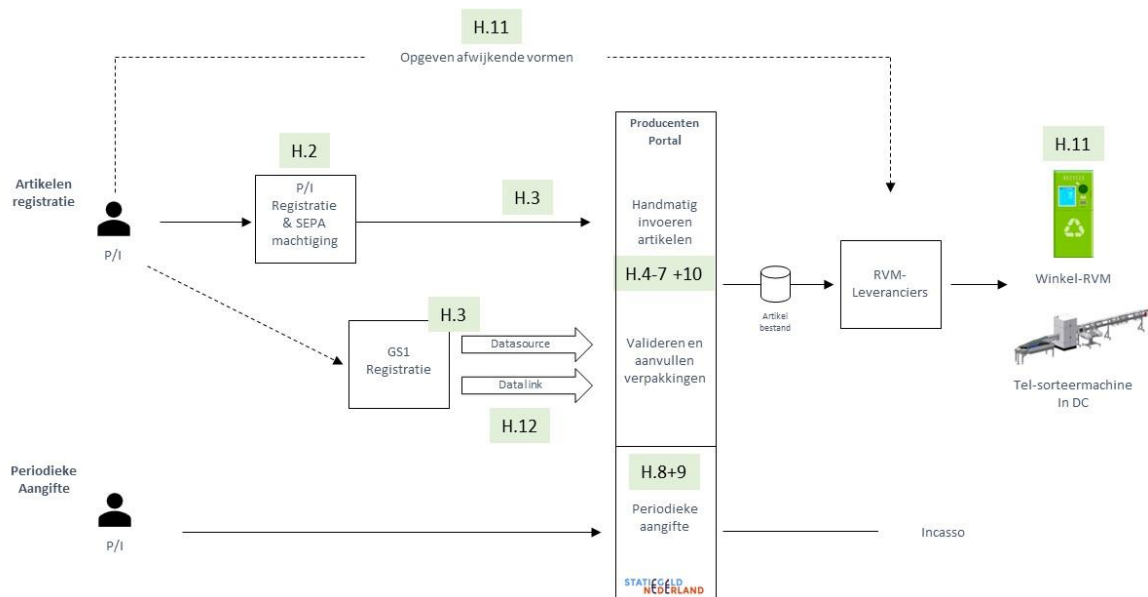 H.11
Opgeven afwijkende vormen
Producenten
Portal
H.2
H.11
Artikelen
registratie
P/I
P/I
Registratie
& SEPA
machtiging
H.3
Handmatig
invoeren
artikelen
RECYCLE
H.4-7 +10
RVM-
Leveranciers
Winkel-RVM
Artikel
bestand
H.3
GS1
Registratie
Datasource
Datalink
Valideren en
aanvullen
verpakkingen
Tel-sorteermachine
In DC
H.12
Periodieke
Aangifte
P/I
H.8+9
Periodieke
aangifte
Incasso
STATIEGELD
NEDERLAND